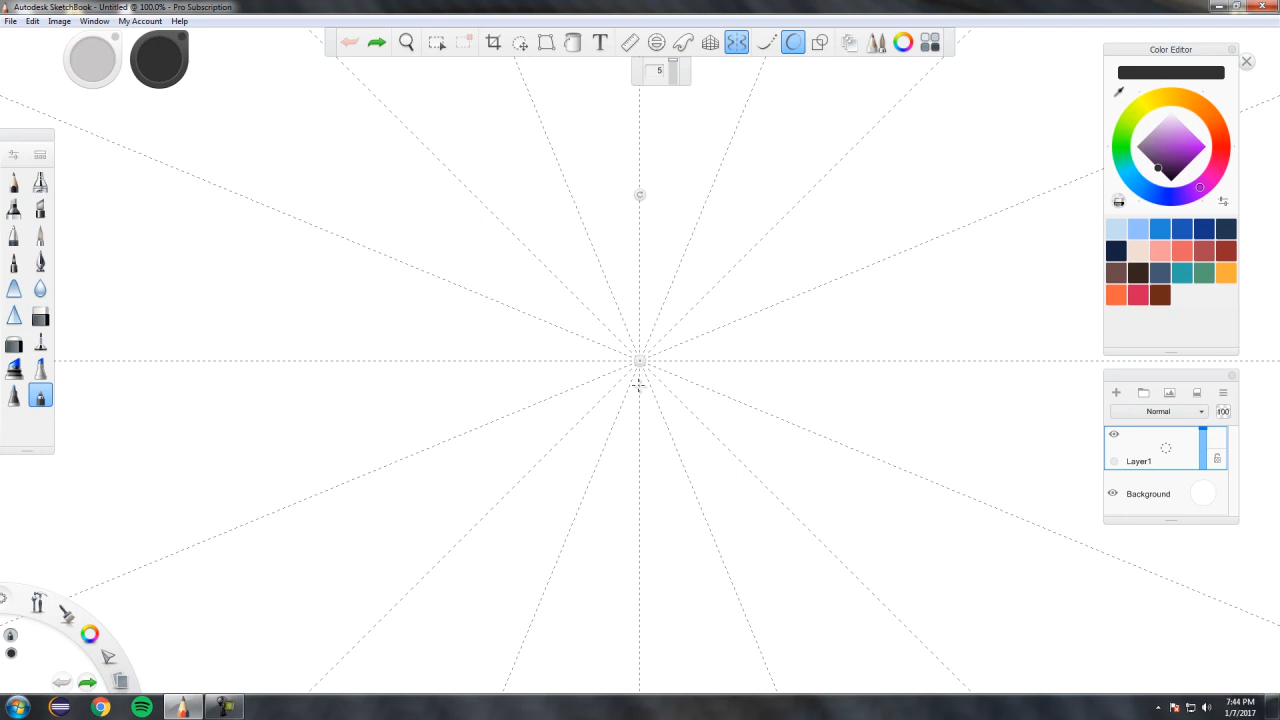 Autodesk SketchBook - Untitled @ 100.0% - Pro Subscription
File Edit Image Window My Account Help
5
Color Editor
Normal 100
Layer1
Background
7:44 PM
1/7/2017